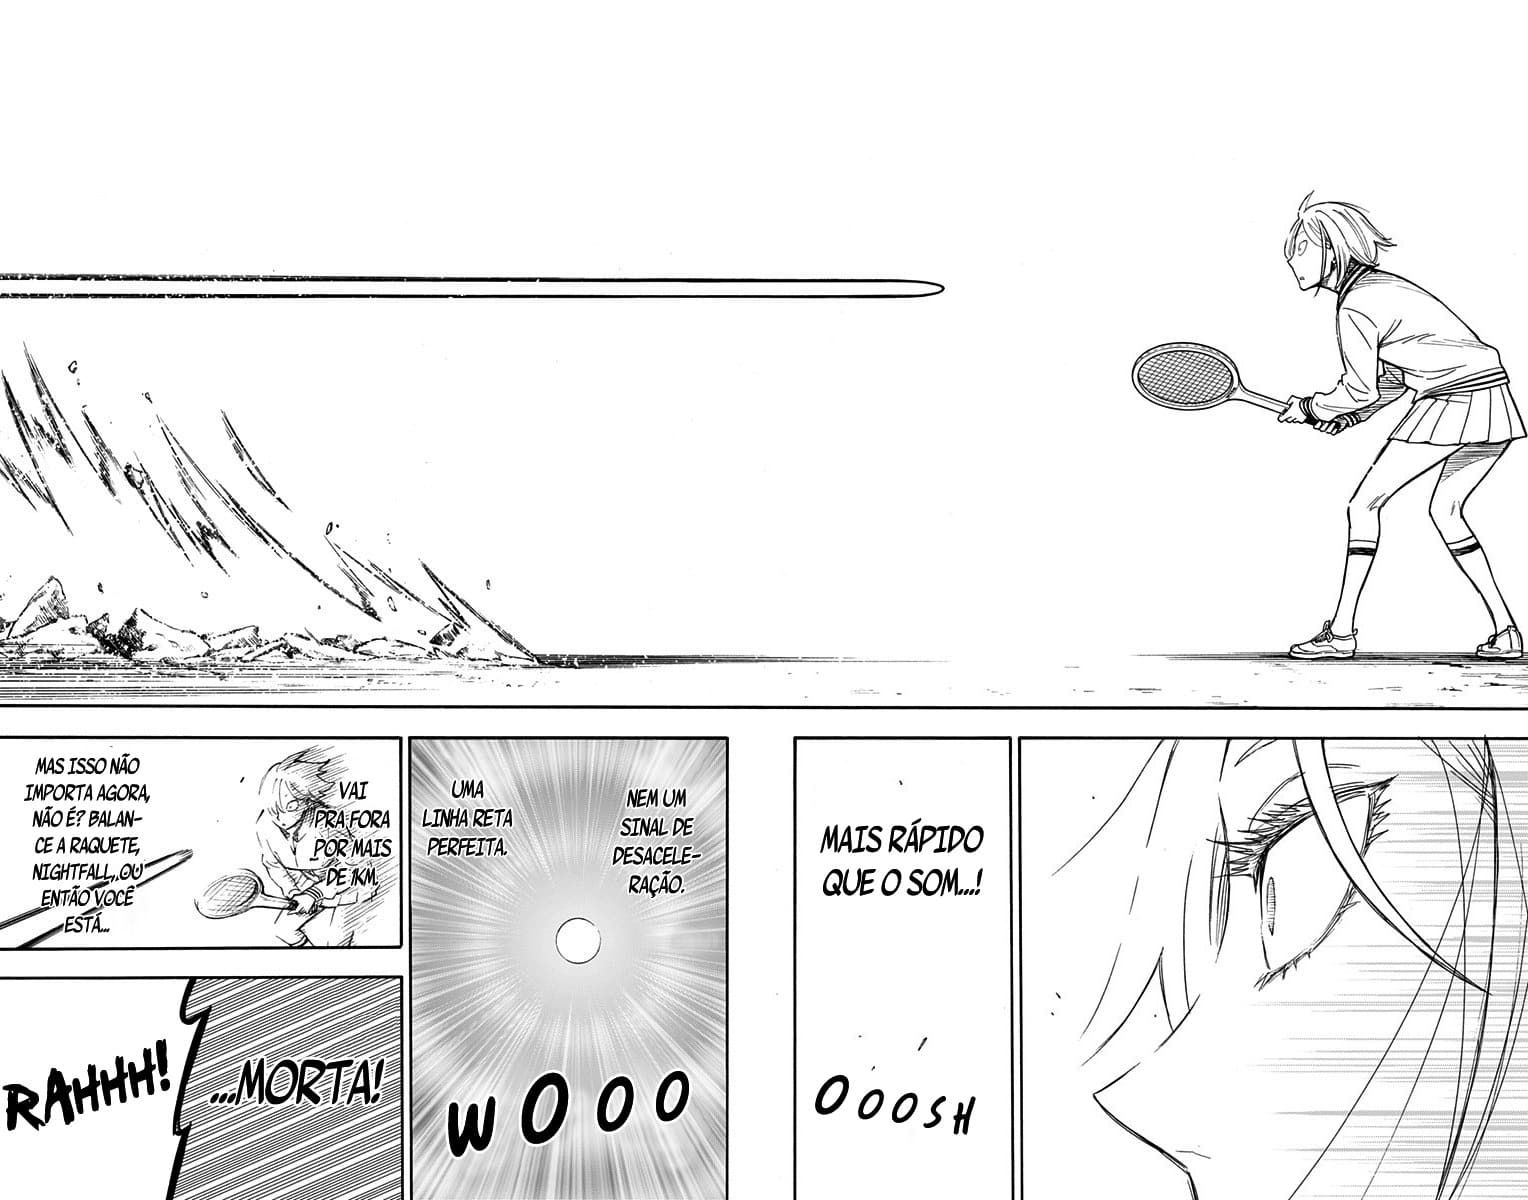 MAIS RÁPIDO
QUE O SOM...!
OOOSH
NEM UM
SINAL DE
DESACELE-
RAÇÃO.
UMA
LINHA RETA
PERFEITA.
WOOO
VAI
PRA FORA
POR MAIS
DE 1KM.
MAS ISSO NÃO
IMPORTA AGORA,
NÃO É? BALAN-
CE A RAQUETE,
NIGHTFALL, OU
ENTÃO VOCÊ
ESTÁ...
...MORTA!
RAHHH!